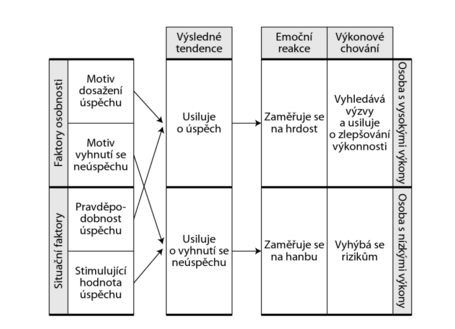 Výsledné
tendence
Emoční
reakce
Výkonové
chování
Faktory osobnosti
Motiv
dosažení
úspěchu
Motiv
vyhnutí se
neúspěchu
Usiluje
o úspěch
Zaměřuje se
na hrdost
Vyhledává
výzvy
a usiluje
o zlepšování
výkonnosti
Osoba s vysokými výkony
Situační faktory
Pravděpo-
dobnost
úspěchu
Stimulující
hodnota
úspěchu
Usiluje
o vyhnutí se
neúspěchu
Zaměřuje se
na hanbu
Vyhýbá se
rizikům
Osoba s nízkými výkony